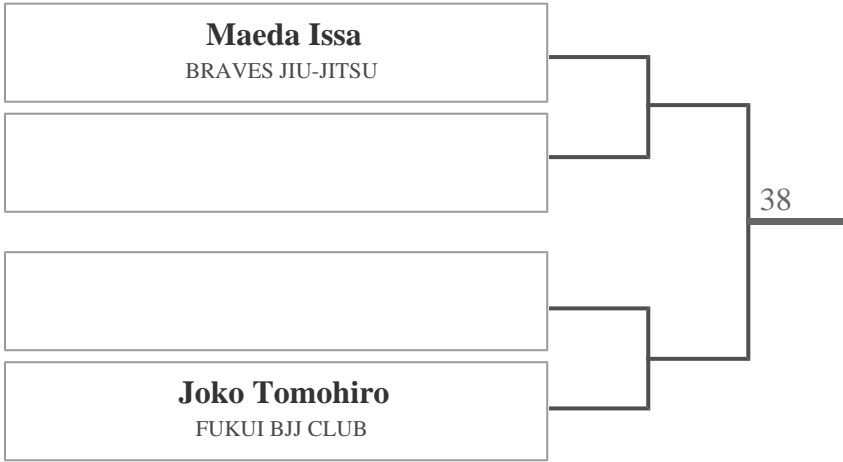 Maeda Issa
BRAVES JIU-JITSU
38
Joko Tomohiro
FUKUI BJJ CLUB